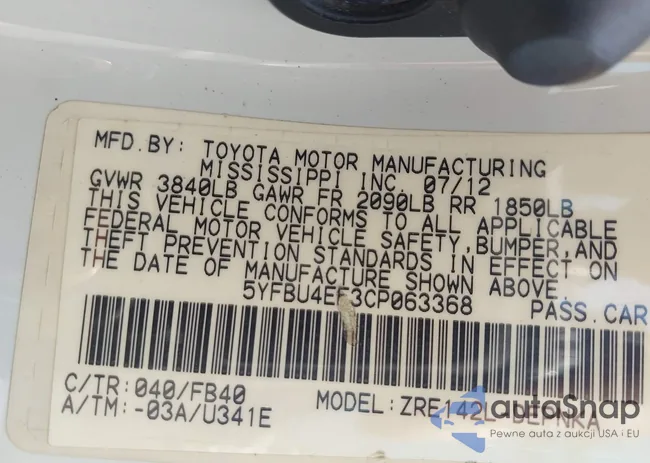 MFD.BY: TOYOTA MOTOR MANUFACTURING
MISSISSIPPI INC. 07/12
GVWR 3840LB GAWR FR 2090LB RR 1850LB
THIS VEHICLE CONFORMS TO ALL APPLICABLE
FEDERAL MOTOR VEHICLE SAFETY,BUMPER,AND
THEFT PREVENTION STANDARDS IN EFFECT ON
THE DATE OF MANUFACTURE SHOWN ABOVE.
PASS.CAR
C/TR:040/FB40
A/TM:-03A/U341E
MODEL: ZRE142L-DEPNKA
autoSnap
Pewne auta z aukcji USA i EU